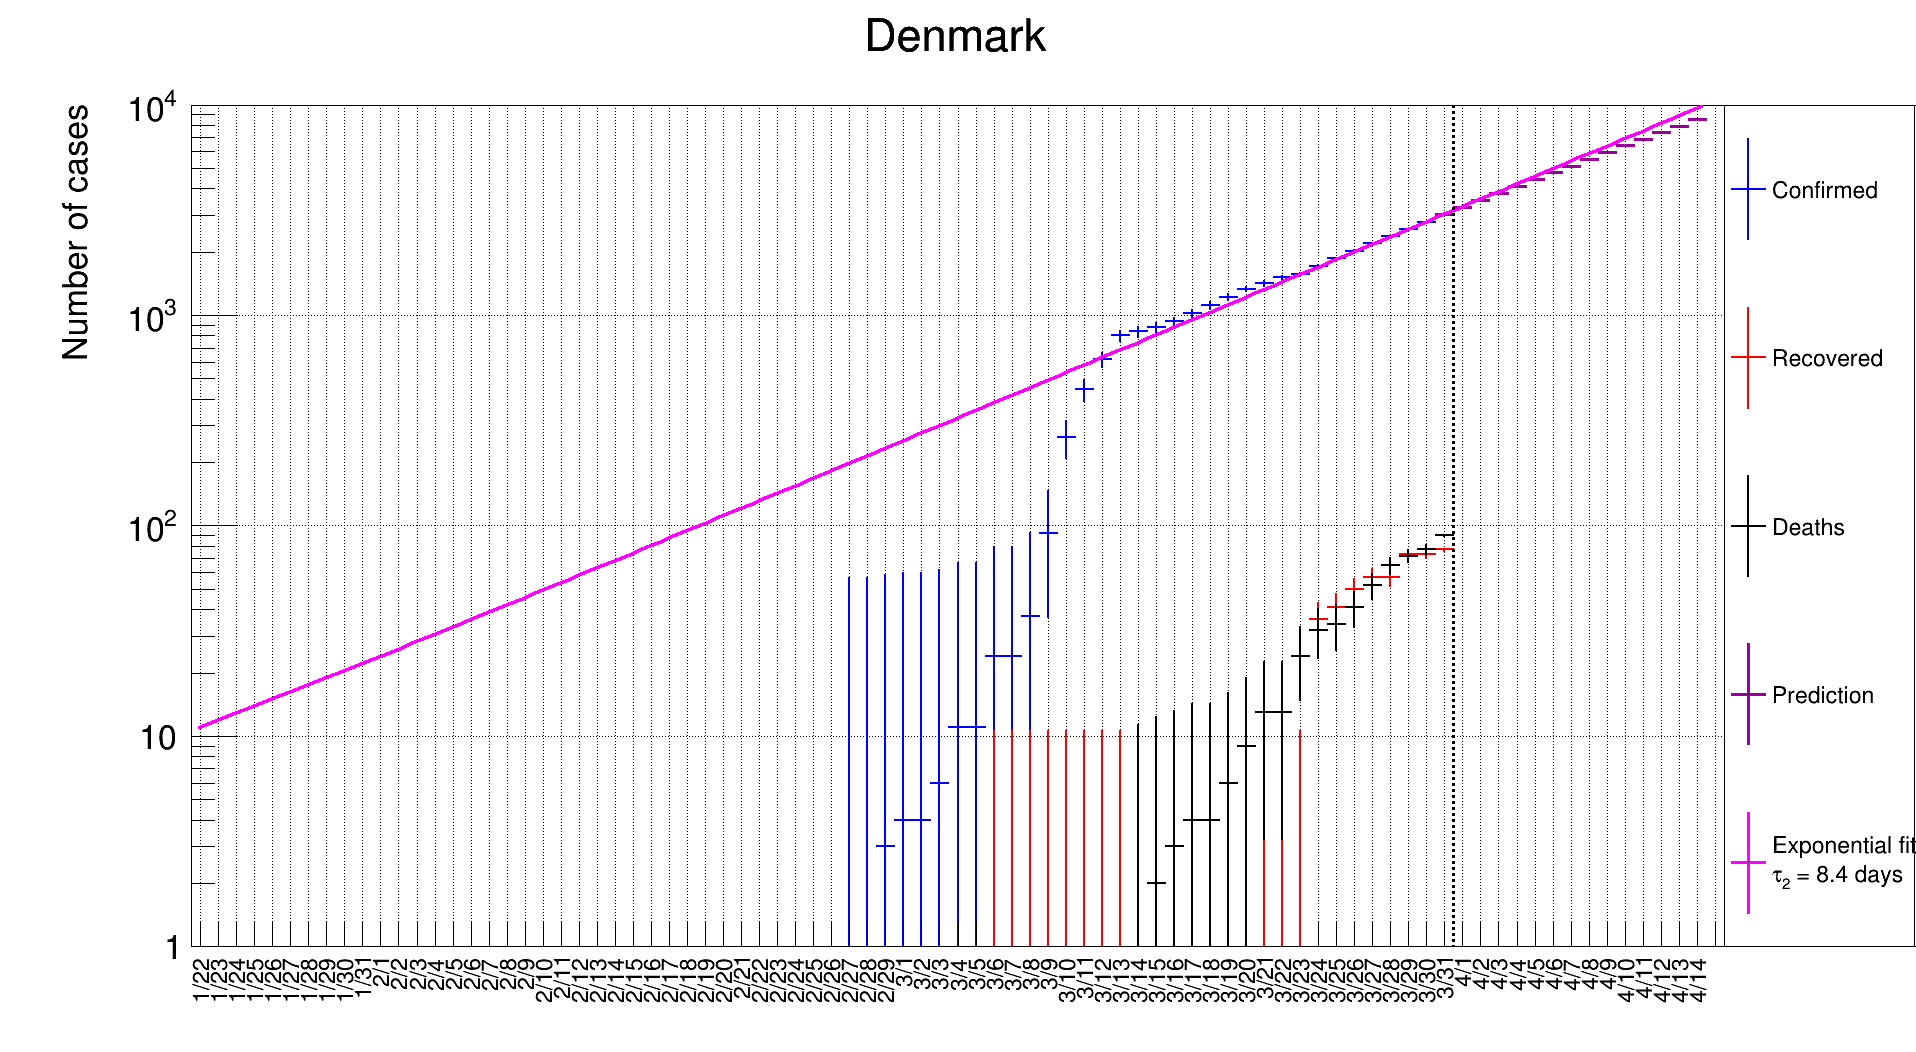 Denmark
Number of cases
10⁴
10³
10²
10
1
1/22 1/23 1/24 1/25 1/26 1/27 1/28 1/29 1/30 1/31 2/1 2/2 2/3 2/4 2/5 2/6 2/7 2/8 2/9 2/10 2/11 2/12 2/13 2/14 2/15 2/16 2/17 2/18 2/19 2/20 2/21 2/22 2/23 2/24 2/25 2/26 2/27 2/28 2/29 3/1 3/2 3/3 3/4 3/5 3/6 3/7 3/8 3/9 3/10 3/11 3/12 3/13 3/14 3/15 3/16 3/17 3/18 3/19 3/20 3/21 3/22 3/23 3/24 3/25 3/26 3/27 3/28 3/29 3/30 3/31 4/1 4/2 4/3 4/4 4/5 4/6 4/7 4/8 4/9 4/10 4/11 4/12 4/13 4/14
Confirmed
Recovered
Deaths
Prediction
Exponential fit
τ₂ = 8.4 days